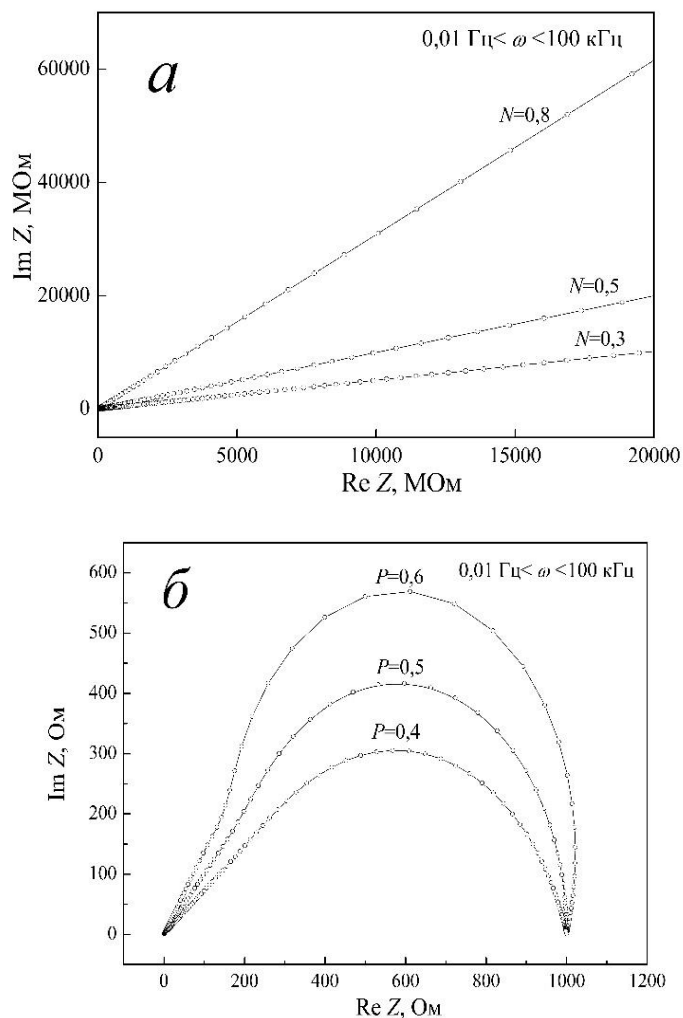 0,01 Гц< ω <100 кГц
а
60000
N=0,8
Im Z, МОм
40000
20000
N=0,5
N=0,3
0
0 5000 10000 15000 20000
Re Z, МОм
600
б
P=0,6
0,01 Гц< ω <100 кГц
500
P=0,5
400
Im Z, Ом
P=0,4
300
200
100
0
0 200 400 600 800 1000 1200
Re Z, Ом